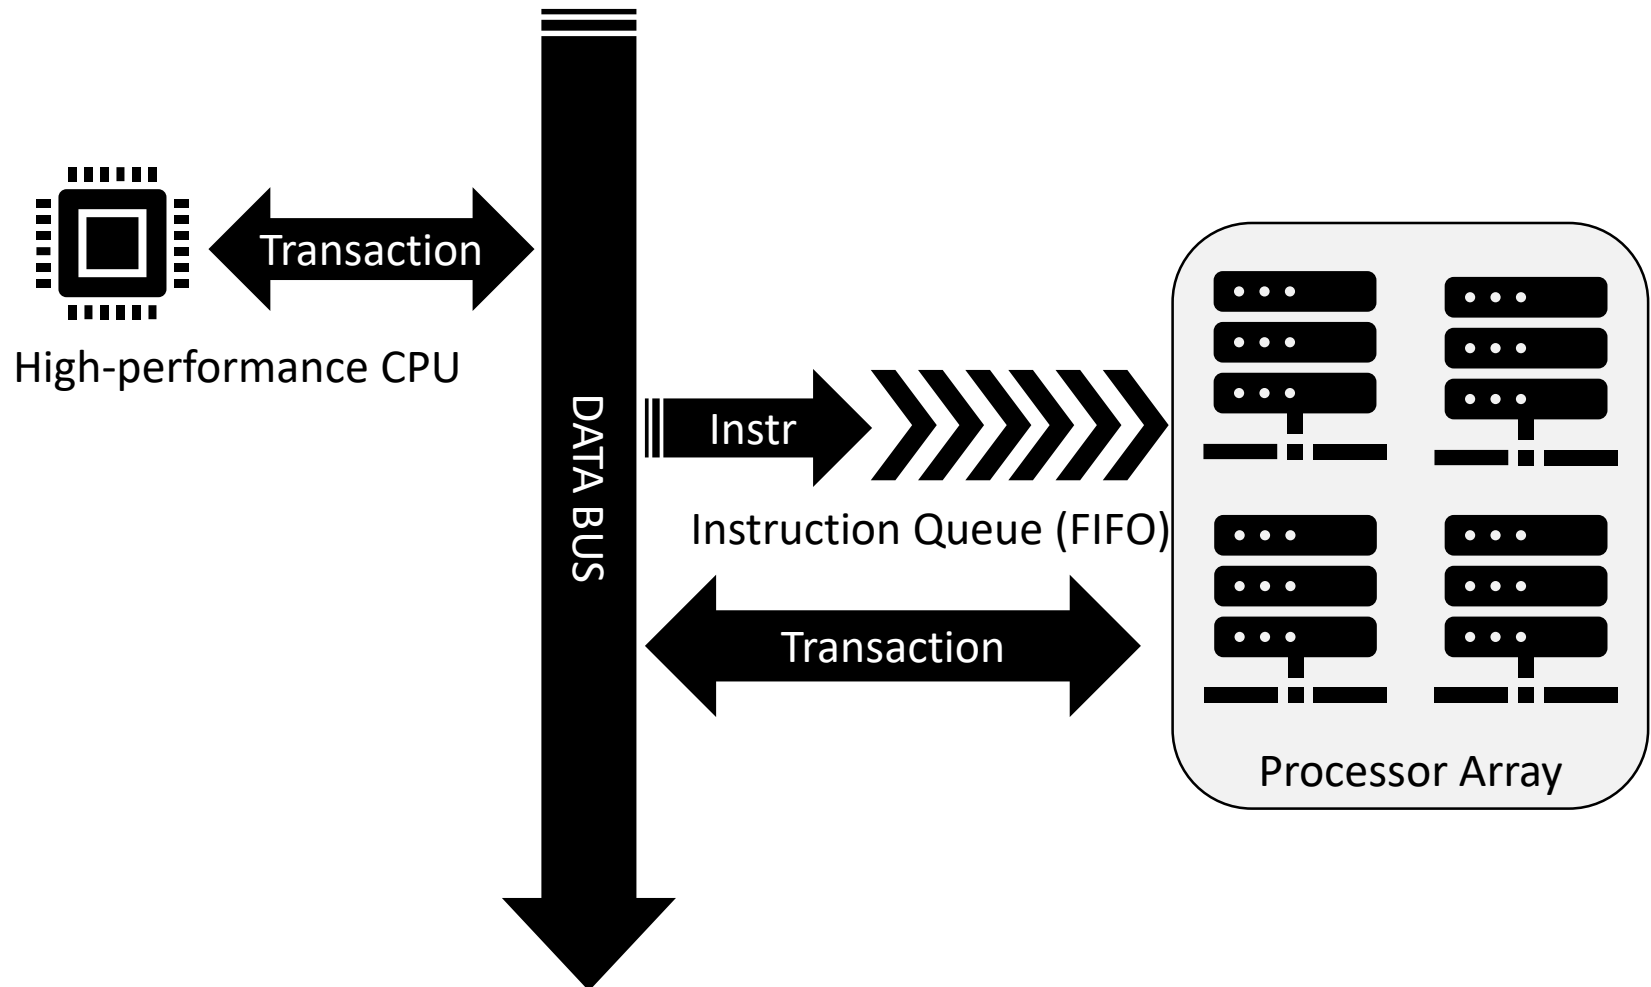 Transaction
High-performance CPU
DATA BUS
Instr
Instruction Queue (FIFO)
Transaction
Processor Array